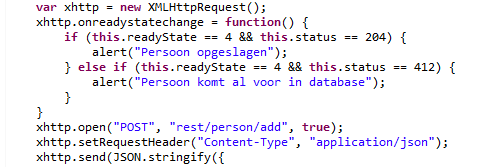 var xhttp = new XMLHttpRequest();
xhttp.onreadystatechange = function() {
if (this.readyState == 4 && this.status == 204) {
alert("Persoon opgeslagen");
} else if (this.readyState == 4 && this.status == 412) {
alert("Persoon komt al voor in database");
}
}
xhttp.open("POST", "rest/person/add", true);
xhttp.setRequestHeader("Content-Type", "application/json");
xhttp.send(JSON.stringify({